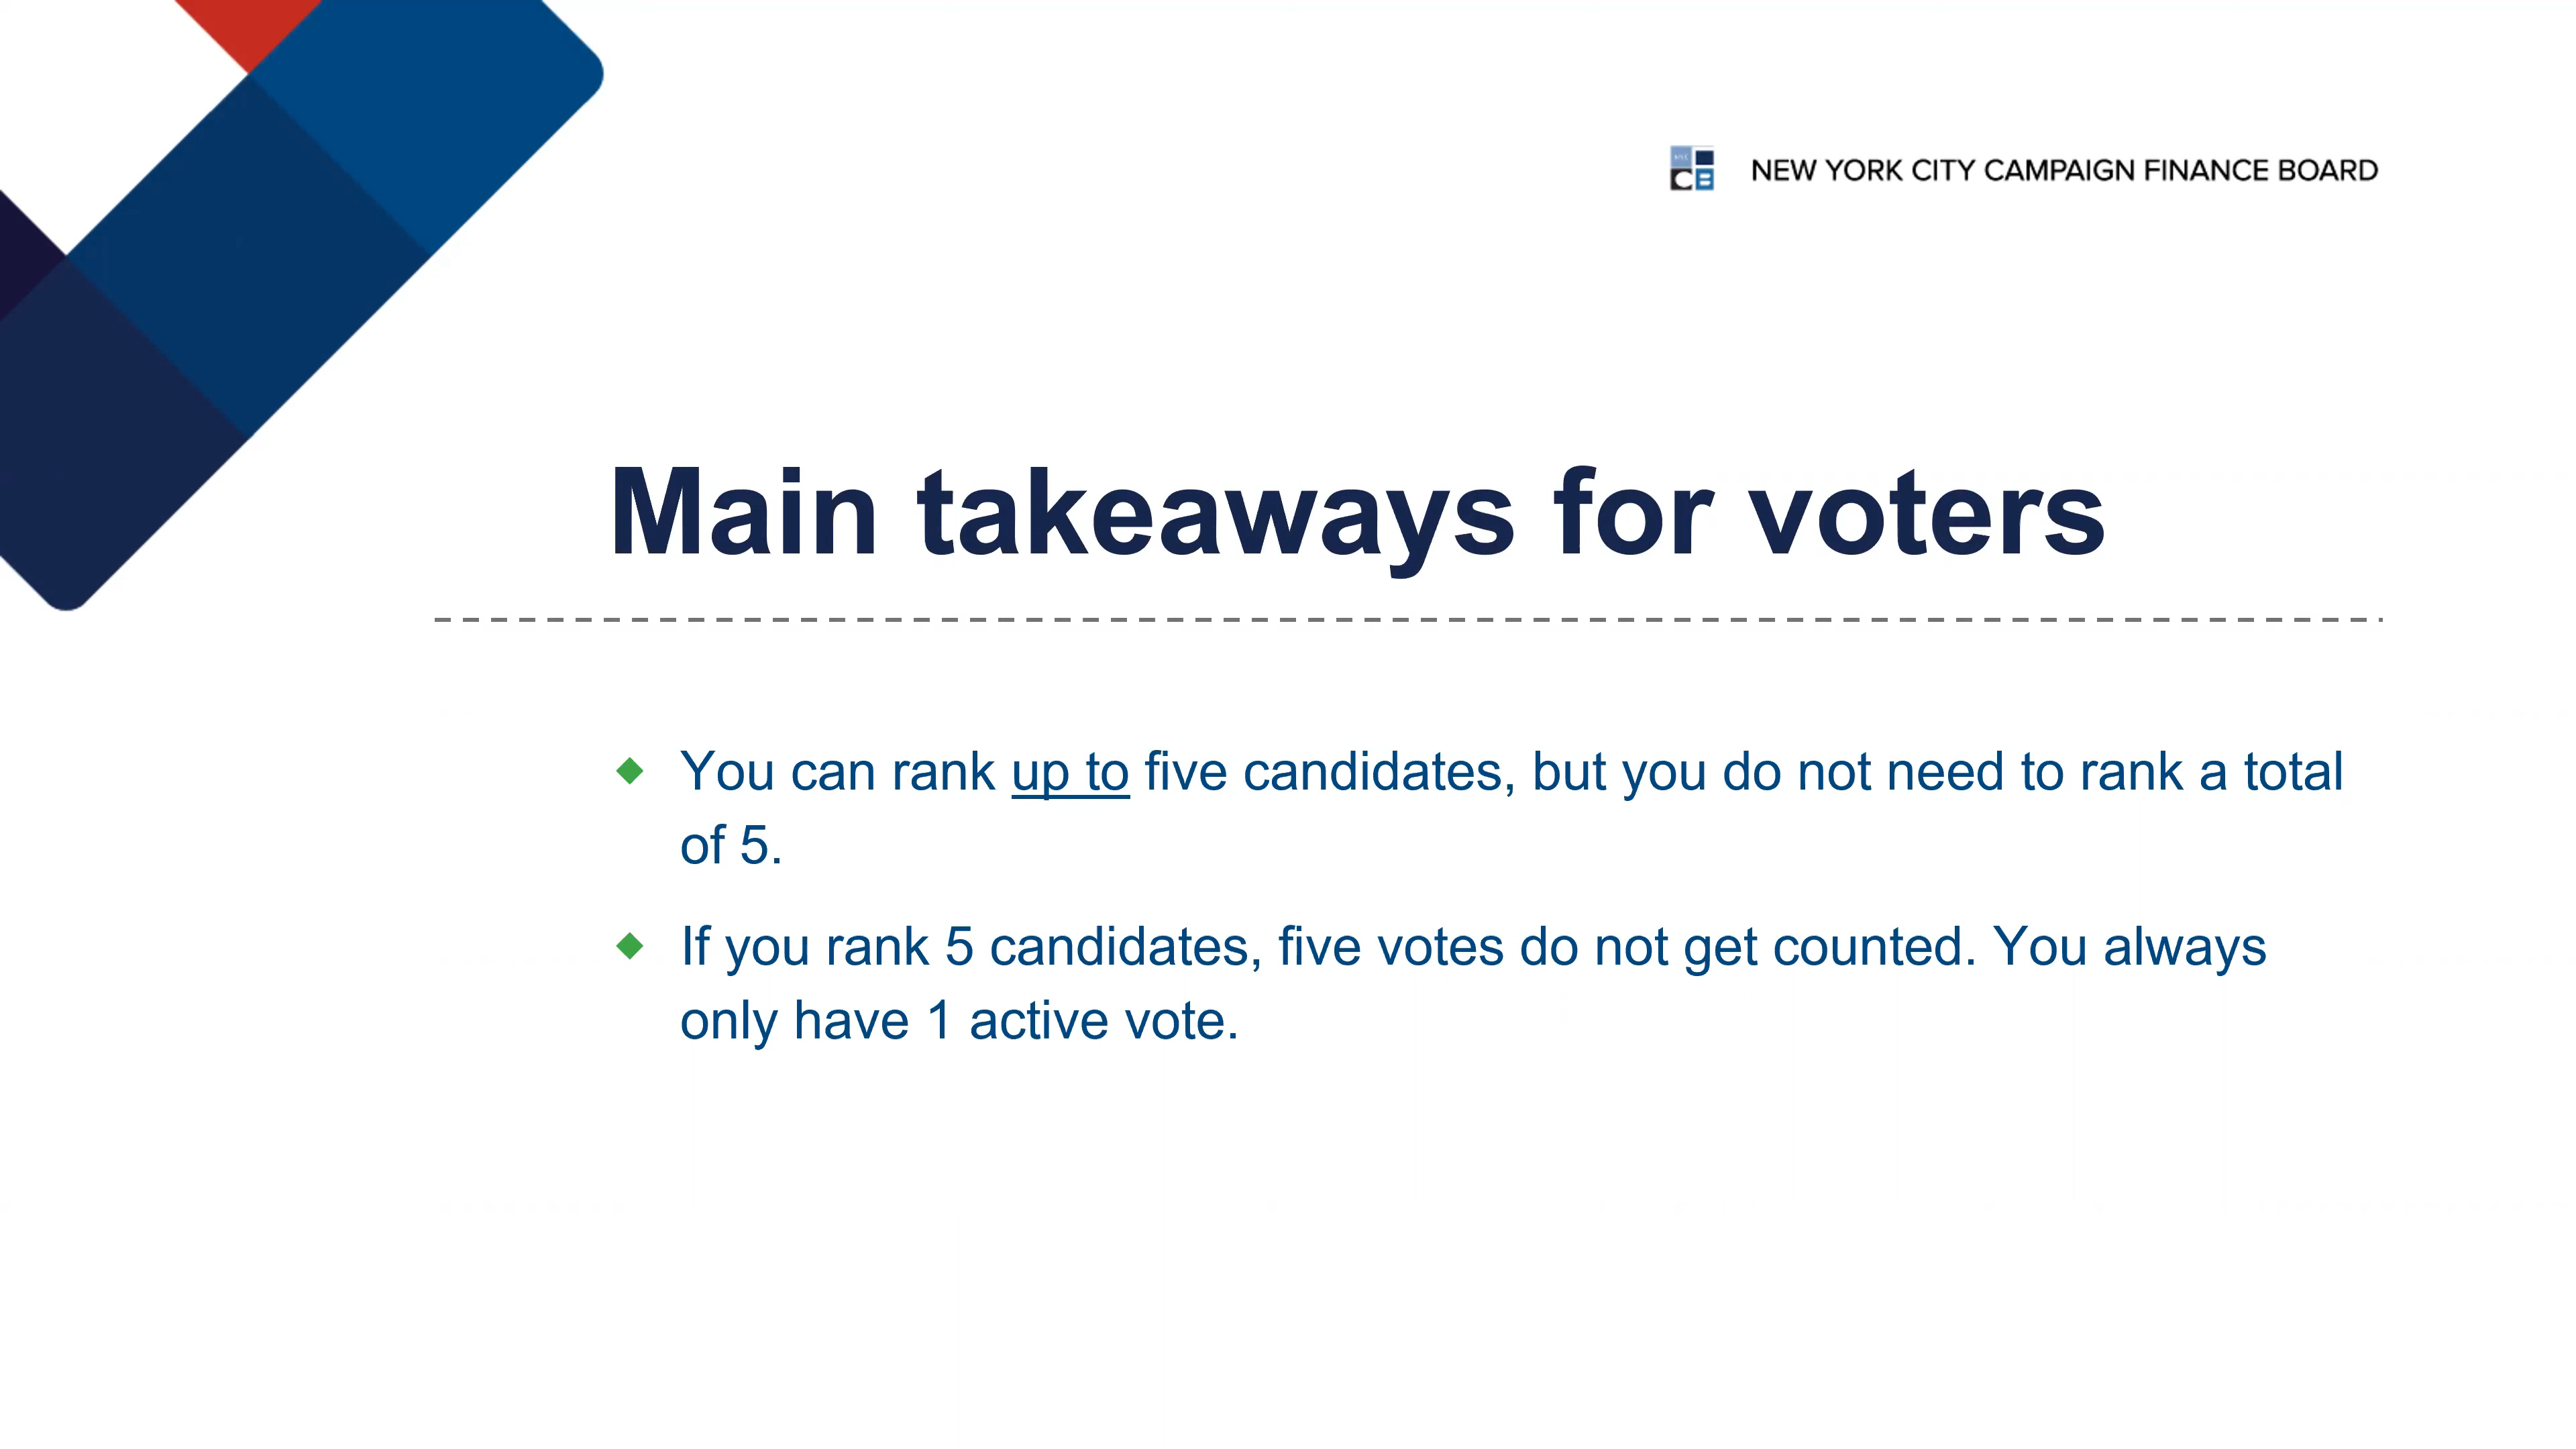 NYC
CB
NEW YORK CITY CAMPAIGN FINANCE BOARD
Main takeaways for voters
You can rank up to five candidates, but you do not need to rank a total
of 5.
If you rank 5 candidates, five votes do not get counted. You always
only have 1 active vote.